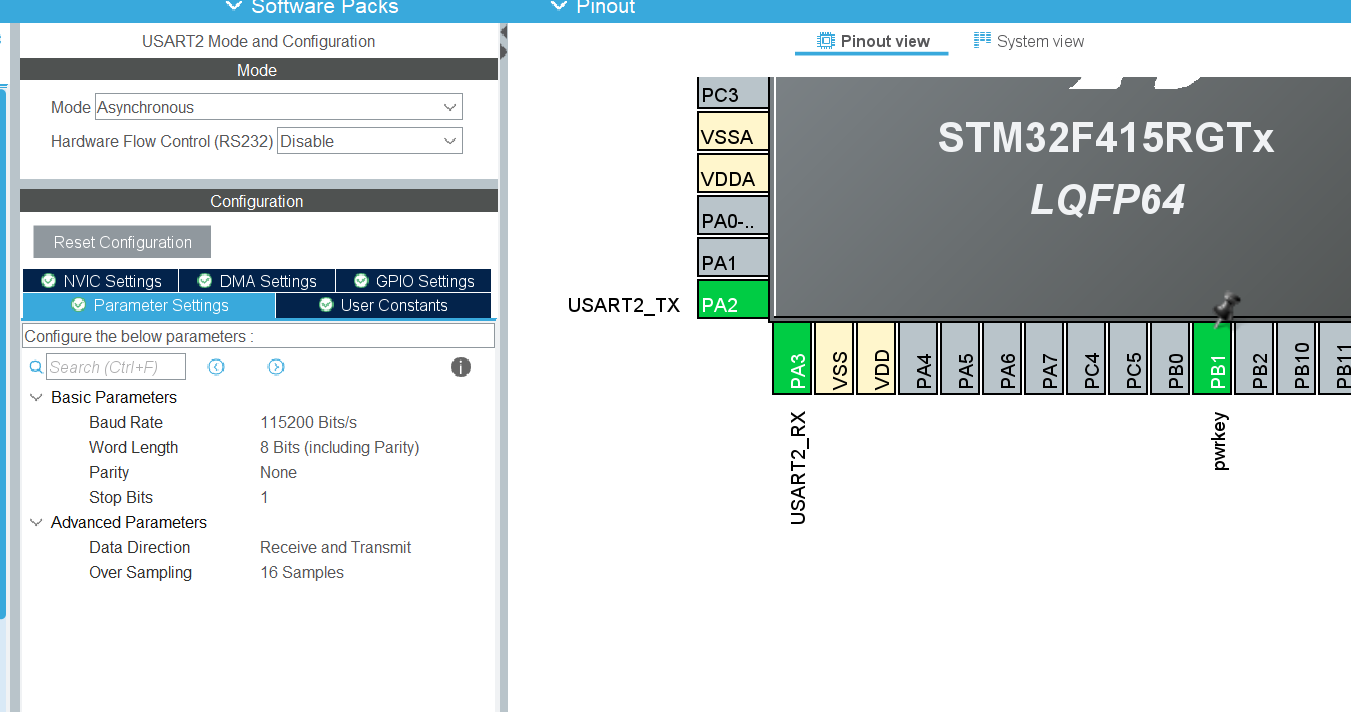 Software Packs
Pinout
USART2 Mode and Configuration
Mode
Mode Asynchronous
Hardware Flow Control (RS232) Disable
Configuration
Reset Configuration
NVIC Settings
DMA Settings
GPIO Settings
Parameter Settings
User Constants
Configure the below parameters :
Search (Ctrl+F)
Basic Parameters
Baud Rate 115200 Bits/s
Word Length 8 Bits (including Parity)
Parity None
Stop Bits 1
Advanced Parameters
Data Direction Receive and Transmit
Over Sampling 16 Samples
Pinout view
System view
PC3
VSSA
VDDA
PA0-..
PA1
USART2_TX PA2
STM32F415RGTx
LQFP64
PA3
VSS
VDD
PA4
PA5
PA6
PA7
PC4
PC5
PB0
PB1
PB2
PB10
PB11
USART2_RX
pwrkey